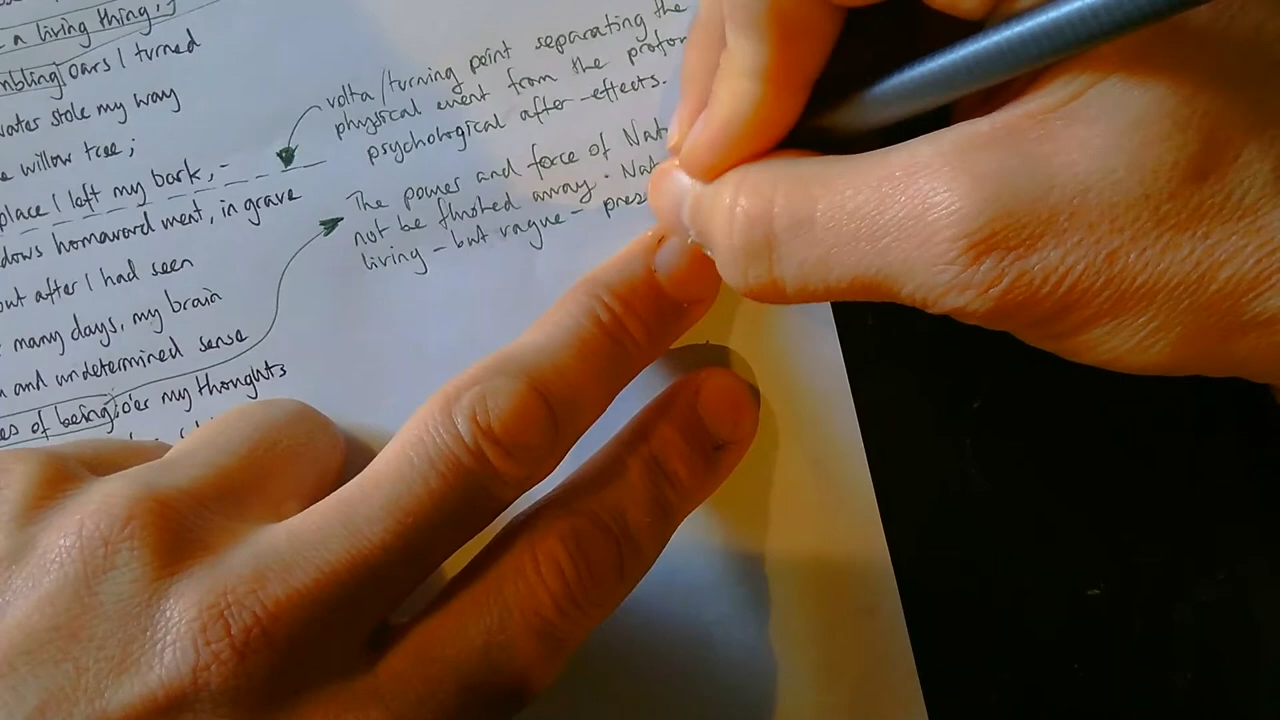 a living thing,
mbling oars I turned
water stole my way
e willow tree;
place I left my bark,-
dows homeward went, in grave
out after I had seen
many days, my brain
and undetermined sense
es of being o'er my thoughts
volta/turning point separating the
physical event from the profoun
psychological after-effects.
The power and force of Nat
not be flushed away. Nat
living - but vague - pres